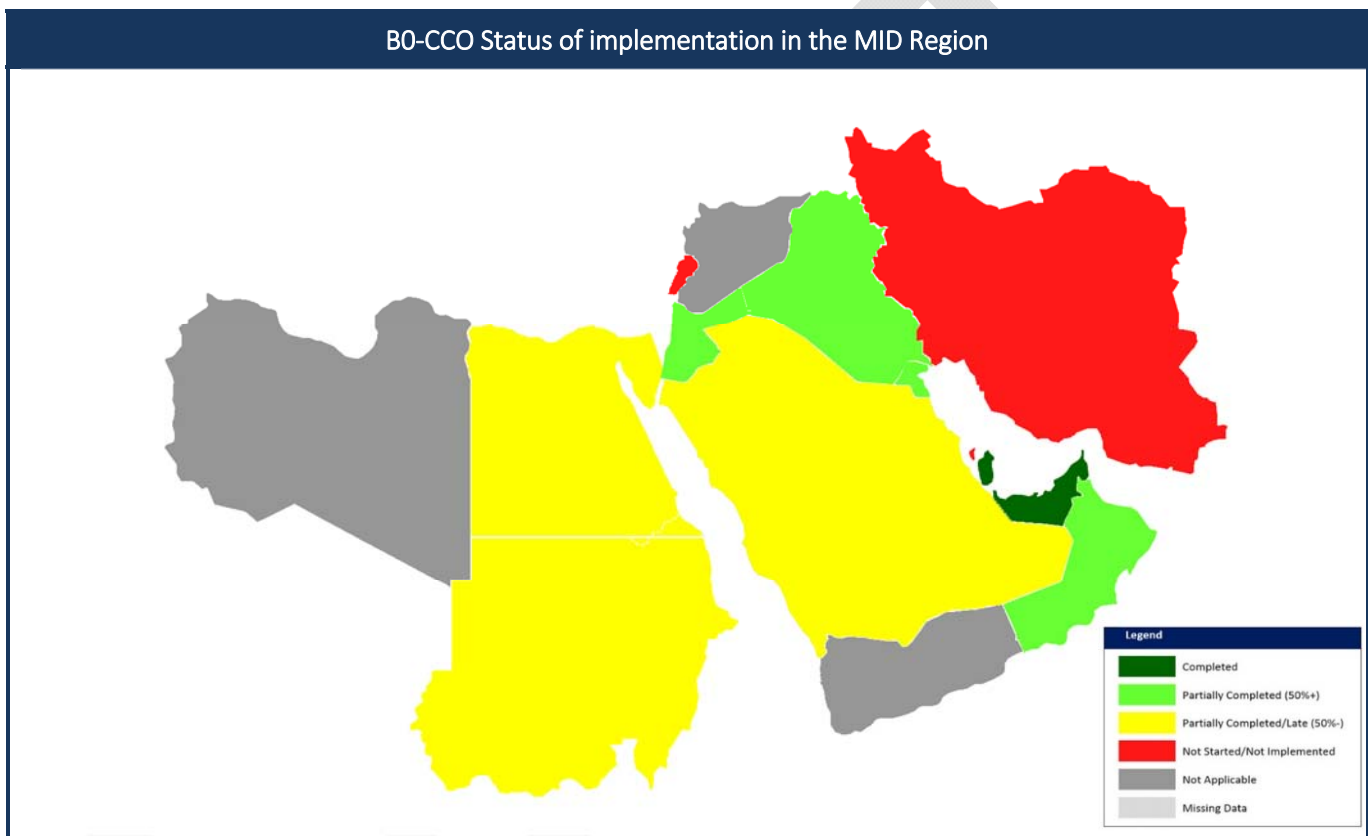 B0-CCO Status of implementation in the MID Region
Legend
Completed
Partially Completed (50%+)
Partially Completed/Late (50%-)
Not Started/Not Implemented
Not Applicable
Missing Data